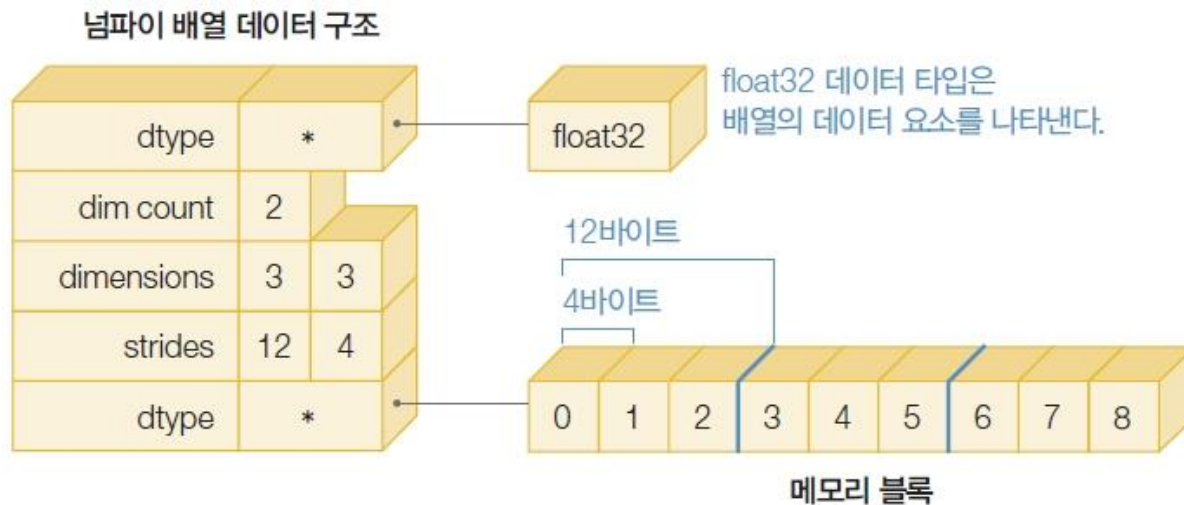 넘파이 배열 데이터 구조
dtype *
float32
float32 데이터 타입은
배열의 데이터 요소를 나타낸다.
dim count 2
dimensions 3 3
strides 12 4
dtype *
12바이트
4바이트
0 1 2 3 4 5 6 7 8
메모리 블록